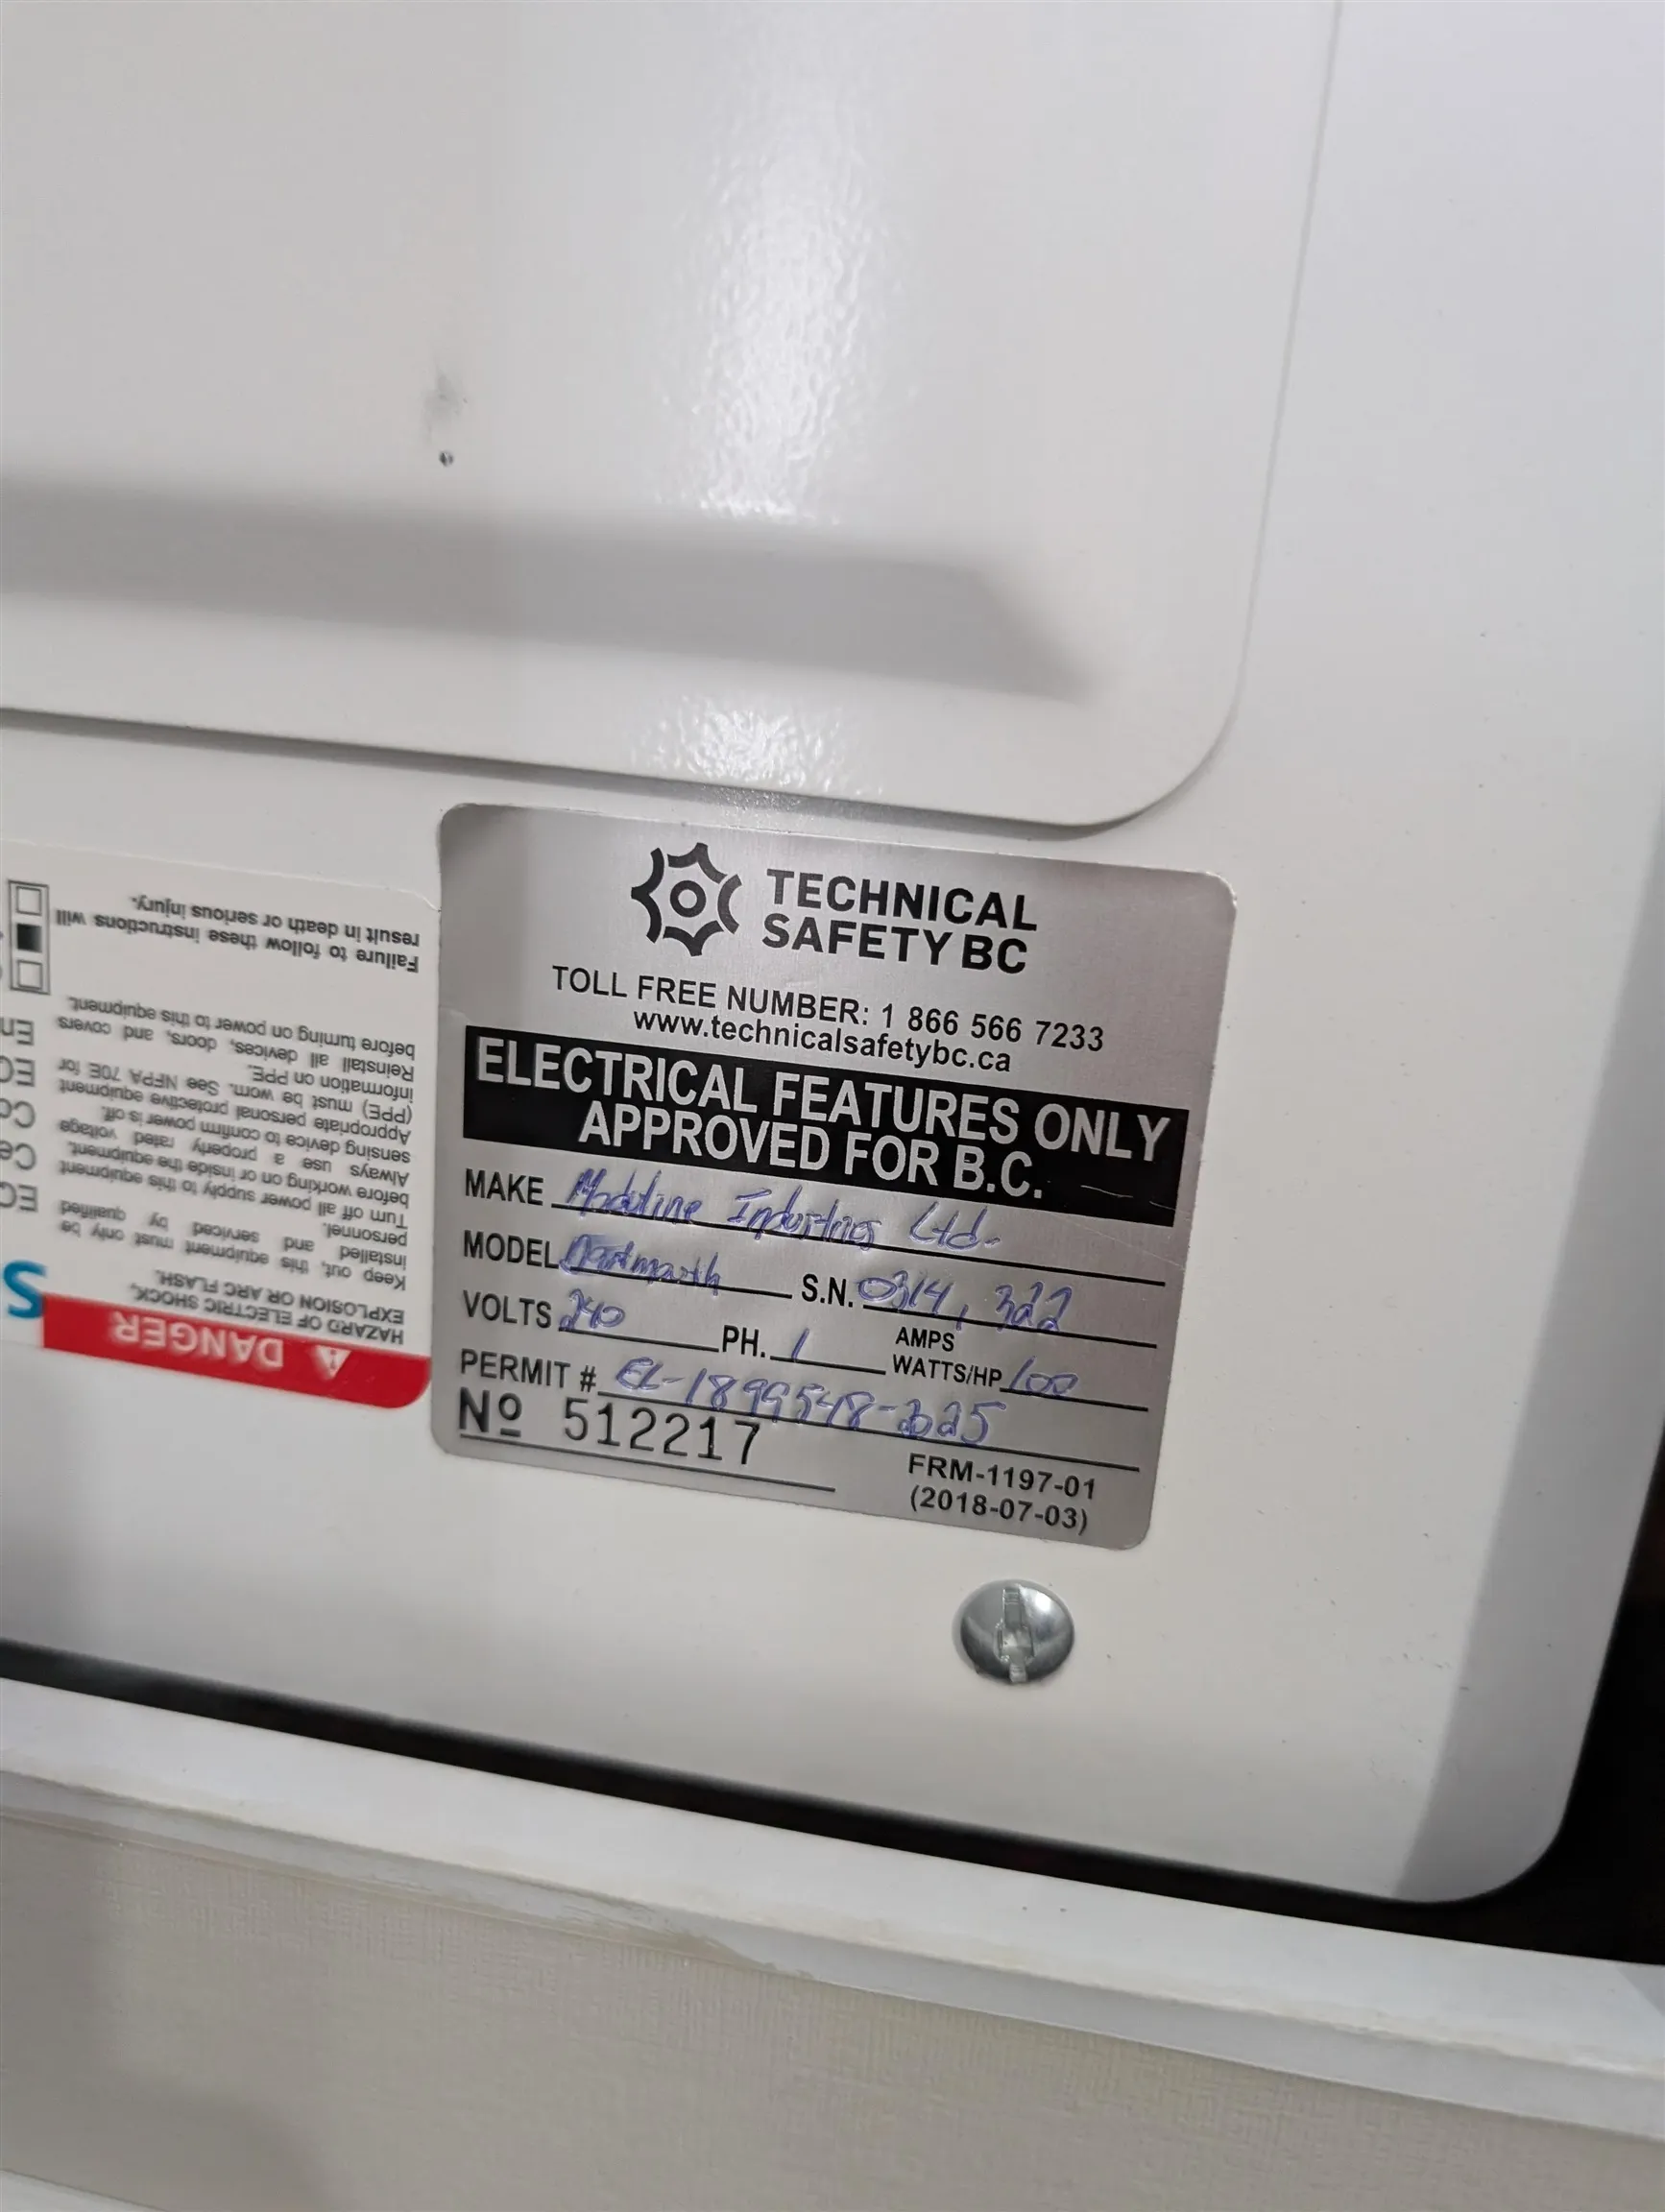 TECHNICAL
SAFETY BC
TOLL FREE NUMBER: 1 866 566 7233
www.technicalsafetybc.ca
ELECTRICAL FEATURES ONLY
APPROVED FOR B.C.
MAKE Moduline Industries Ltd.
MODEL Dartmouth S.N. 0314, 322
VOLTS 240 PH. 1 AMPS
WATTS/HP 100
PERMIT # EL-1899548-2025
Nº 512217
FRM-1197-01
(2018-07-03)
DANGER
HAZARD OF ELECTRIC SHOCK,
EXPLOSION OR ARC FLASH.
Keep out, this equipment must only be
installed and serviced by qualified
personnel.
Turn off all power supply to this equipment
before working on or inside the equipment.
Always use a properly rated voltage
sensing device to confirm power is off.
Appropriate personal protective equipment
(PPE) must be worn. See NFPA 70E for
information on PPE.
Reinstall all devices, doors, and covers
before turning on power to this equipment.
Failure to follow these instructions will
result in death or serious injury.